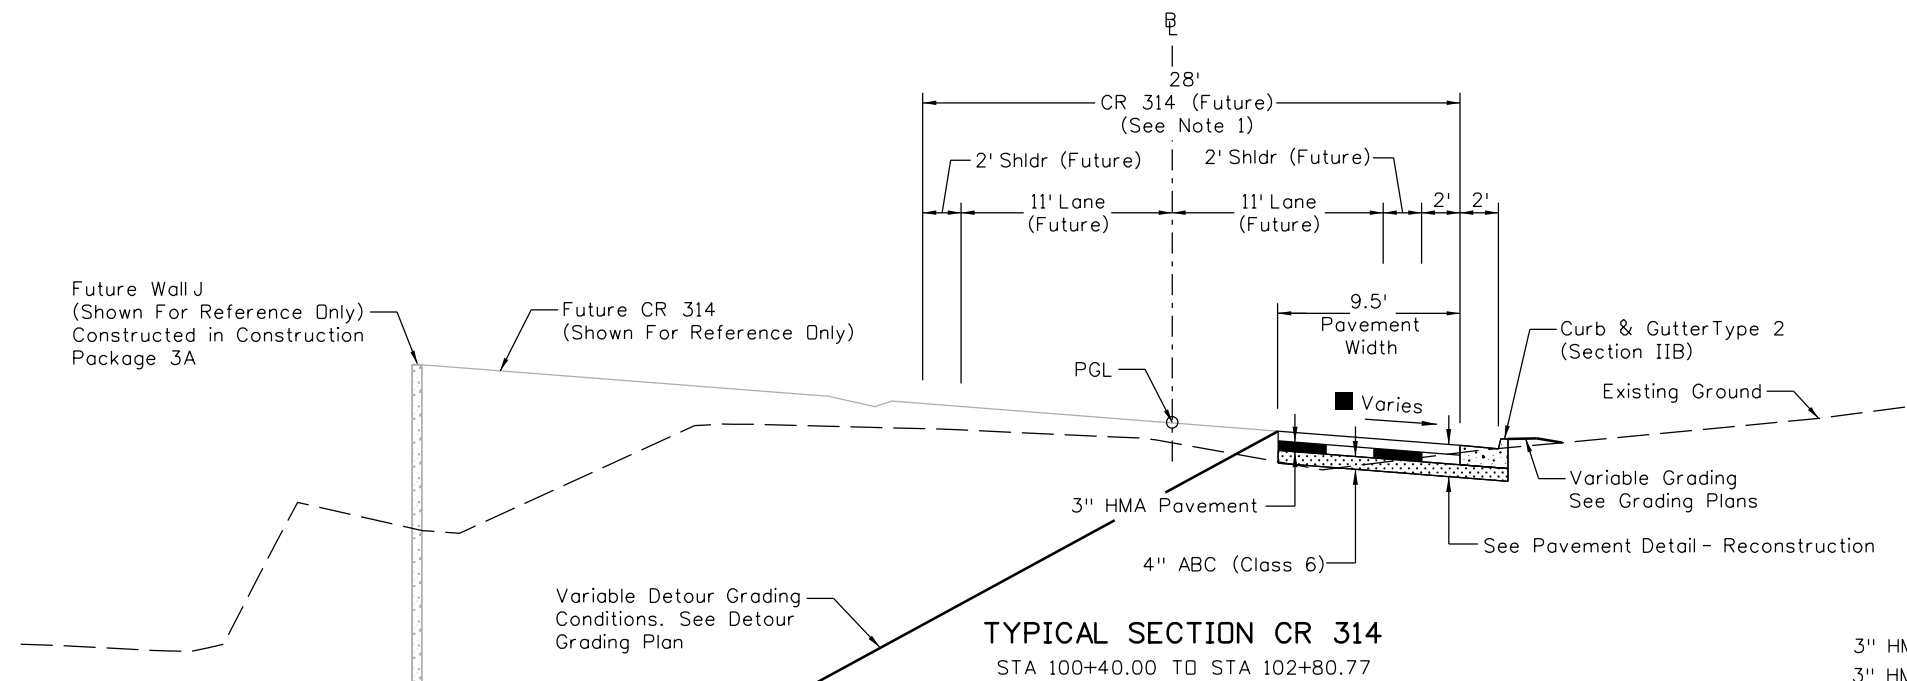 BL
28'
CR 314 (Future)
(See Note 1)
2' Shldr (Future)
2' Shldr (Future)
11' Lane
(Future)
11' Lane
(Future)
2'
2'
Future Wall J
(Shown For Reference Only)
Constructed in Construction
Package 3A
Future CR 314
(Shown For Reference Only)
9.5'
Pavement
Width
Curb & Gutter Type 2
(Section IIB)
PGL
Existing Ground
Varies
Variable Grading
See Grading Plans
3" HMA Pavement
See Pavement Detail - Reconstruction
4" ABC (Class 6)
Variable Detour Grading
Conditions. See Detour
Grading Plan
TYPICAL SECTION CR 314
STA 100+40.00 TO STA 102+80.77
3"
3"